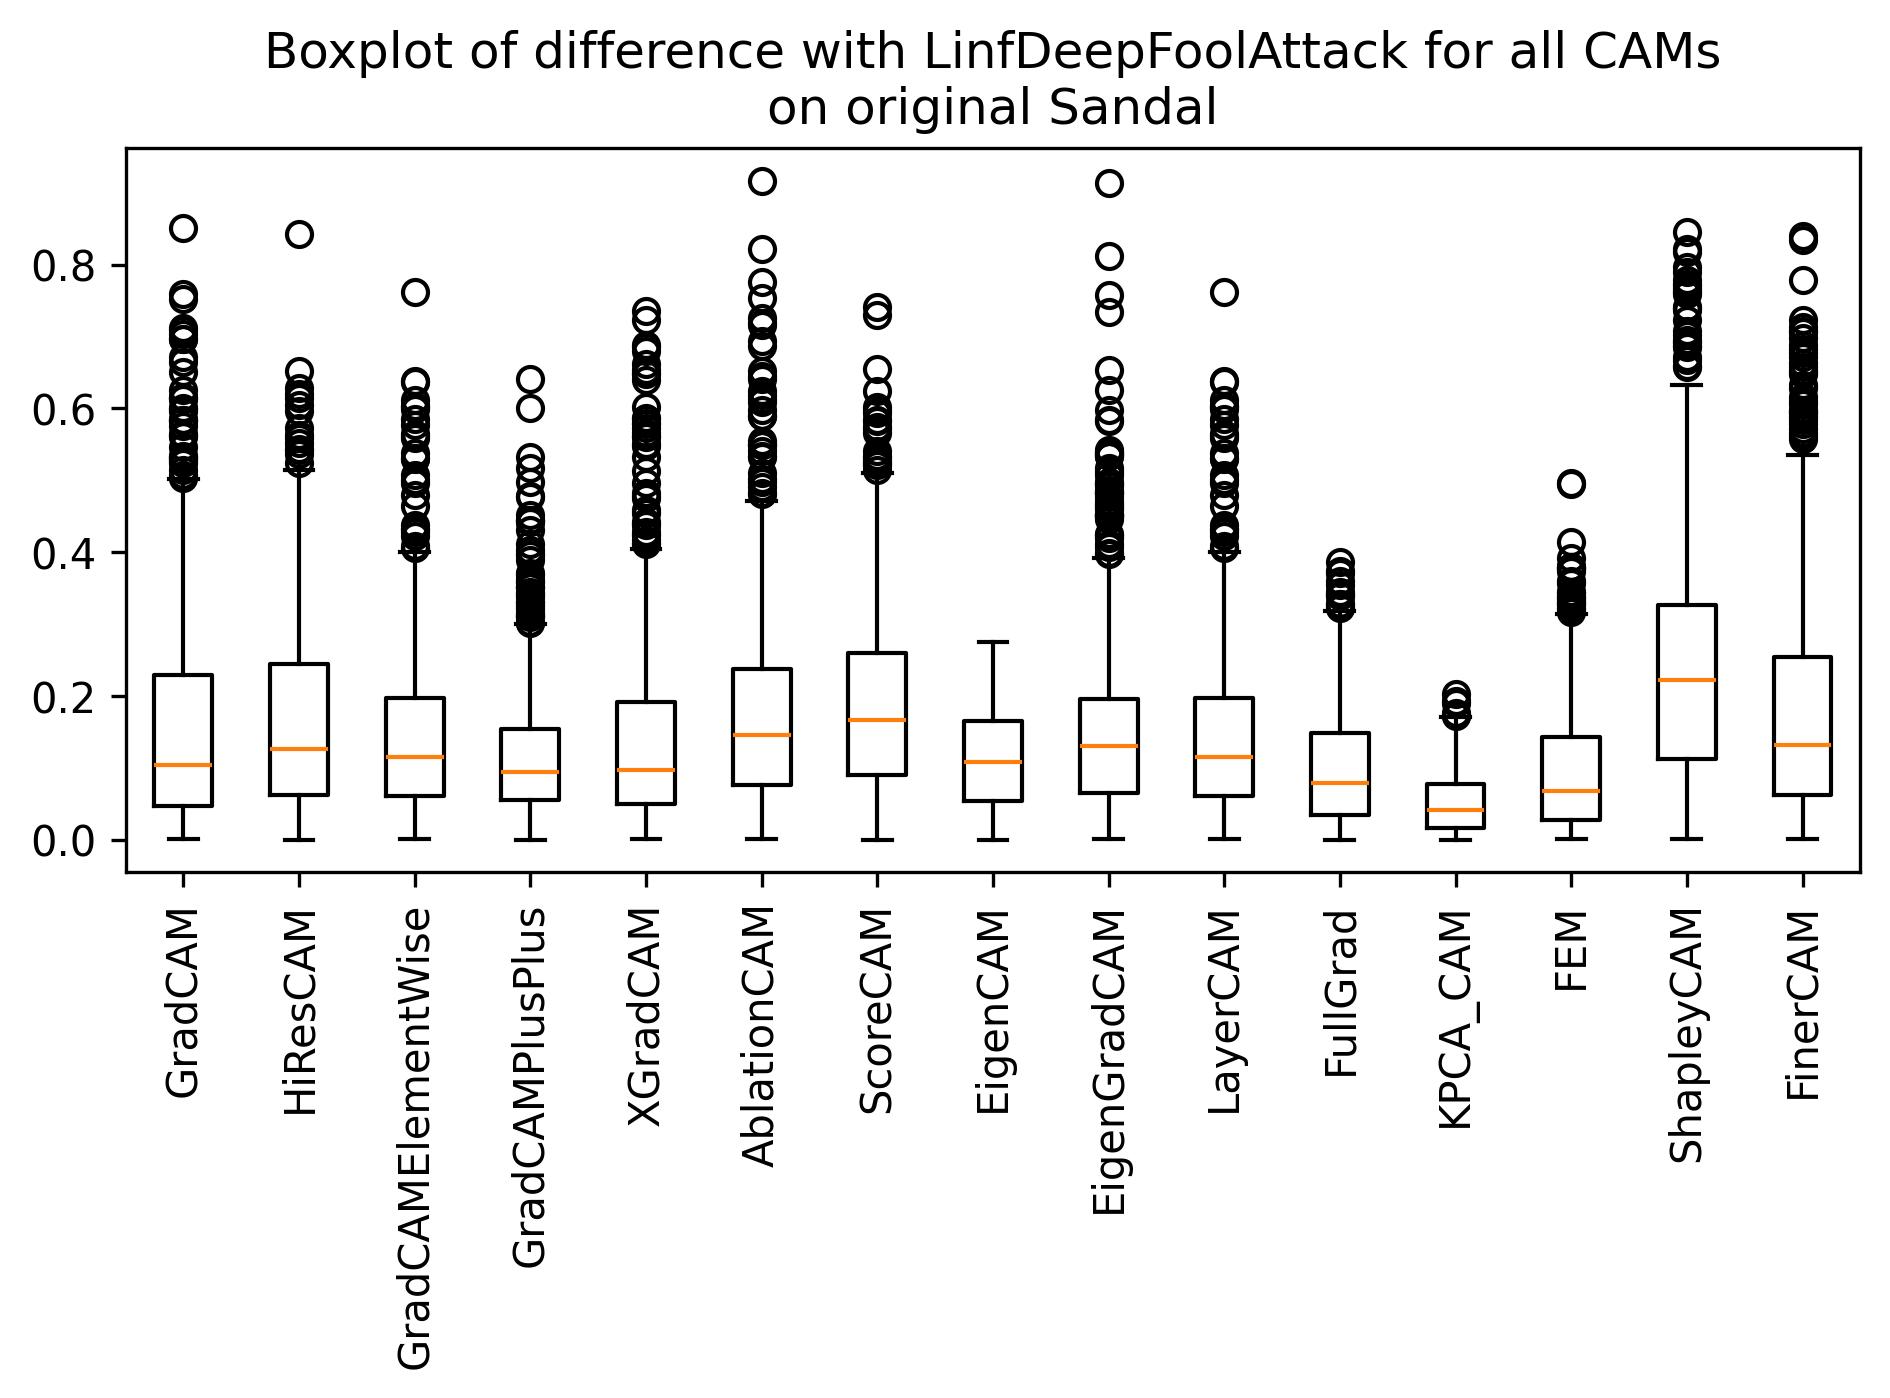 Boxplot of difference with LinfDeepFoolAttack for all CAMs
on original Sandal
0.8
0.6
0.4
0.2
0.0
GradCAM
HiResCAM
GradCAMElementWise
GradCAMPlusPlus
XGradCAM
AblationCAM
ScoreCAM
EigenCAM
EigenGradCAM
LayerCAM
FullGrad
KPCA_CAM
FEM
ShapleyCAM
FinerCAM